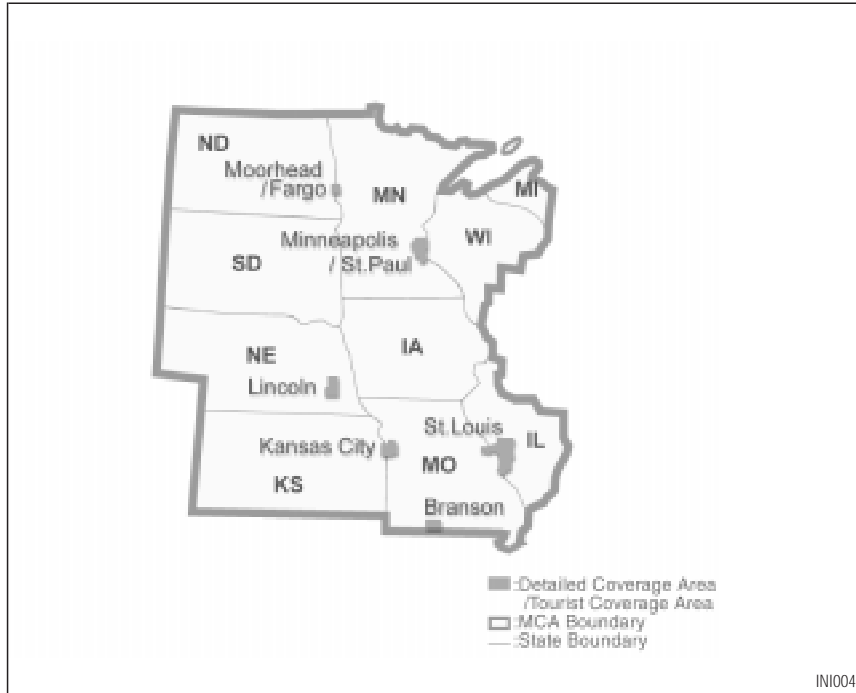 ND
Moorhead
/Fargo
MN
MI
WI
Minneapolis
/ St.Paul
SD
NE
IA
Lincoln
St.Louis
IL
Kansas City
MO
KS
Branson
:Detailed Coverage Area
/Tourist Coverage Area
:MCA Boundary
:State Boundary
INI004